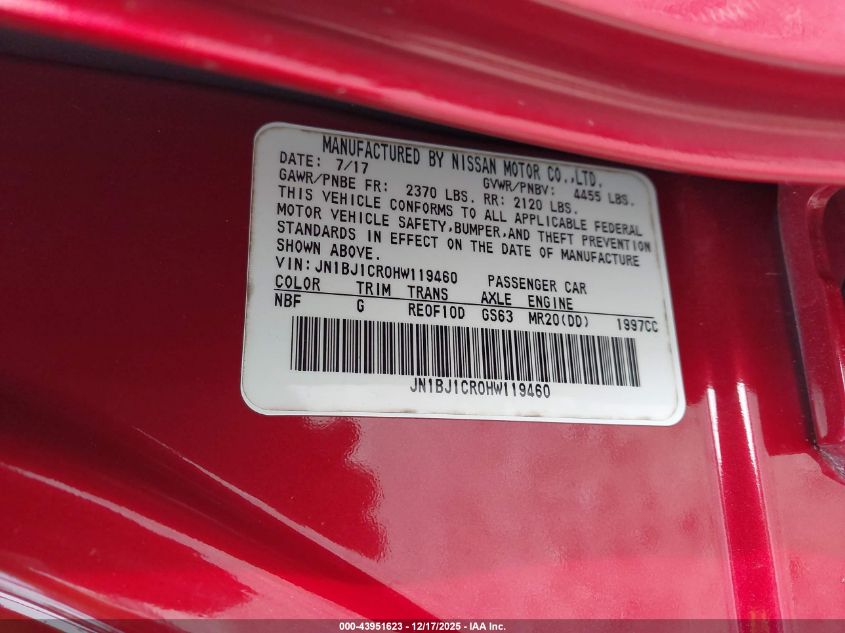 MANUFACTURED BY NISSAN MOTOR CO.,LTD.
DATE: 7/17 GVWR/PNBV: 4455 LBS.
GAWR/PNBE FR: 2370 LBS. RR: 2120 LBS.
THIS VEHICLE CONFORMS TO ALL APPLICABLE FEDERAL
MOTOR VEHICLE SAFETY,BUMPER,AND THEFT PREVENTION
STANDARDS IN EFFECT ON THE DATE OF MANUFACTURE
SHOWN ABOVE.
VIN:JN1BJ1CR0HW119460 PASSENGER CAR
COLOR TRIM TRANS AXLE ENGINE
NBF G RE0F10D GS63 MR20(DD) 1997CC
JN1BJ1CR0HW119460
000-43951623 - 12/17/2025 - IAA Inc.